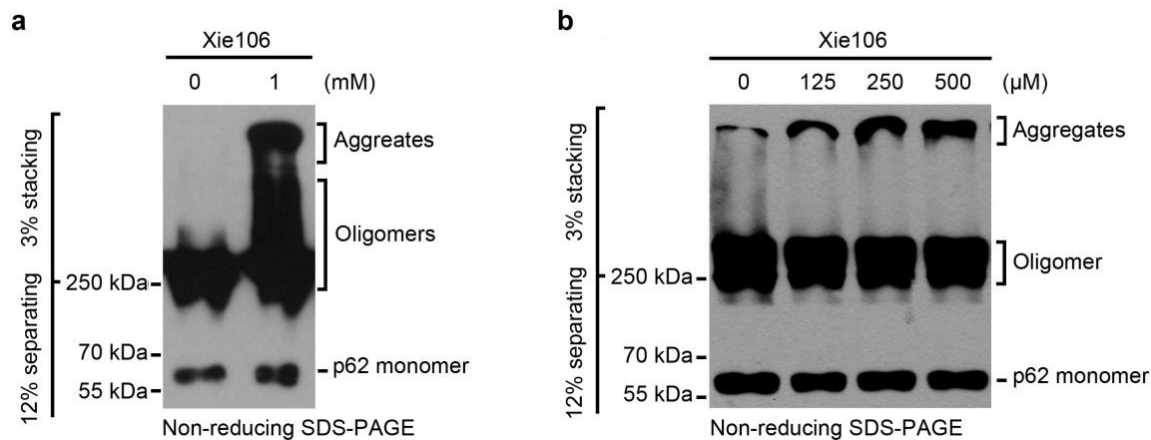 a
Xie106
0 1 (mM)
3% stacking
12% separating
Aggreates
Oligomers
250 kDa
70 kDa
55 kDa
p62 monomer
Non-reducing SDS-PAGE
b
Xie106
0 125 250 500 (µM)
3% stacking
12% separating
Aggregates
Oligomer
250 kDa
70 kDa
55 kDa
p62 monomer
Non-reducing SDS-PAGE